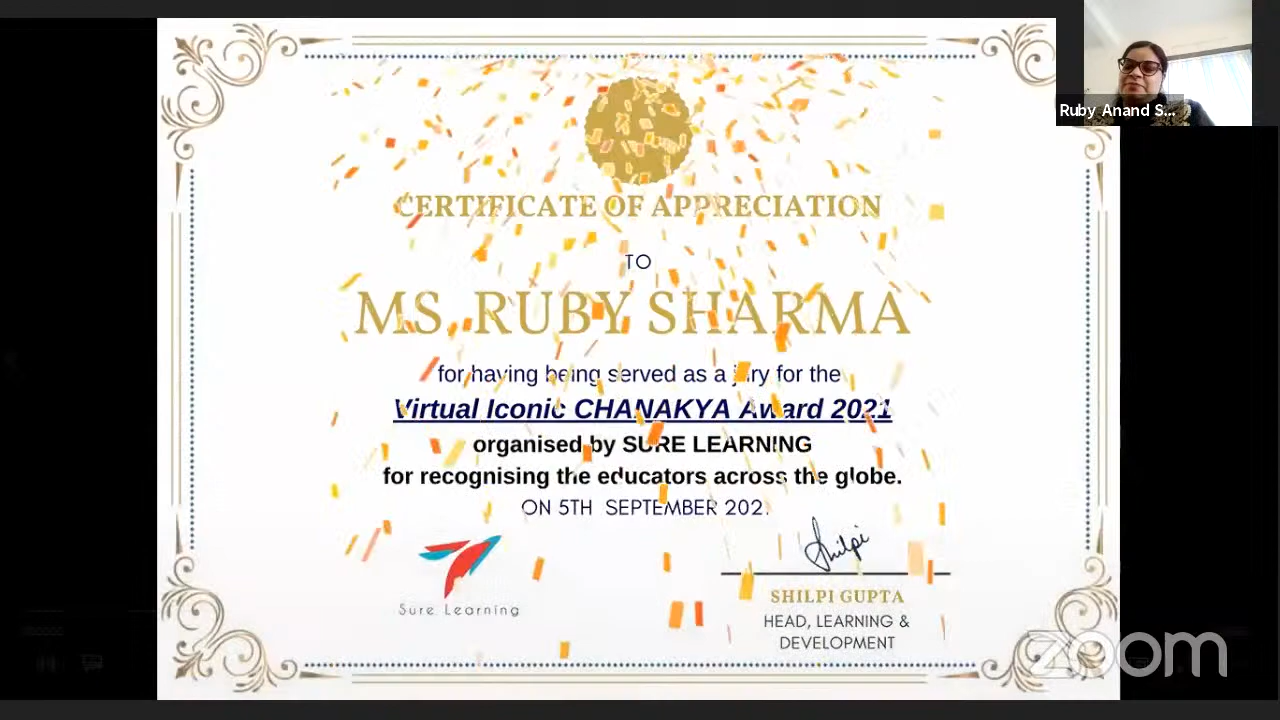 Ruby Anand S...
CERTIFICATE OF APPRECIATION
TO
MS. RUBY SHARMA
for having being served as a jury for the
Virtual Iconic CHANAKYA Award 2021
organised by SURE LEARNING
for recognising the educators across the globe.
ON 5TH SEPTEMBER 2021
Shilpi
Sure Learning
SHILPI GUPTA
HEAD, LEARNING &
DEVELOPMENT
zoom